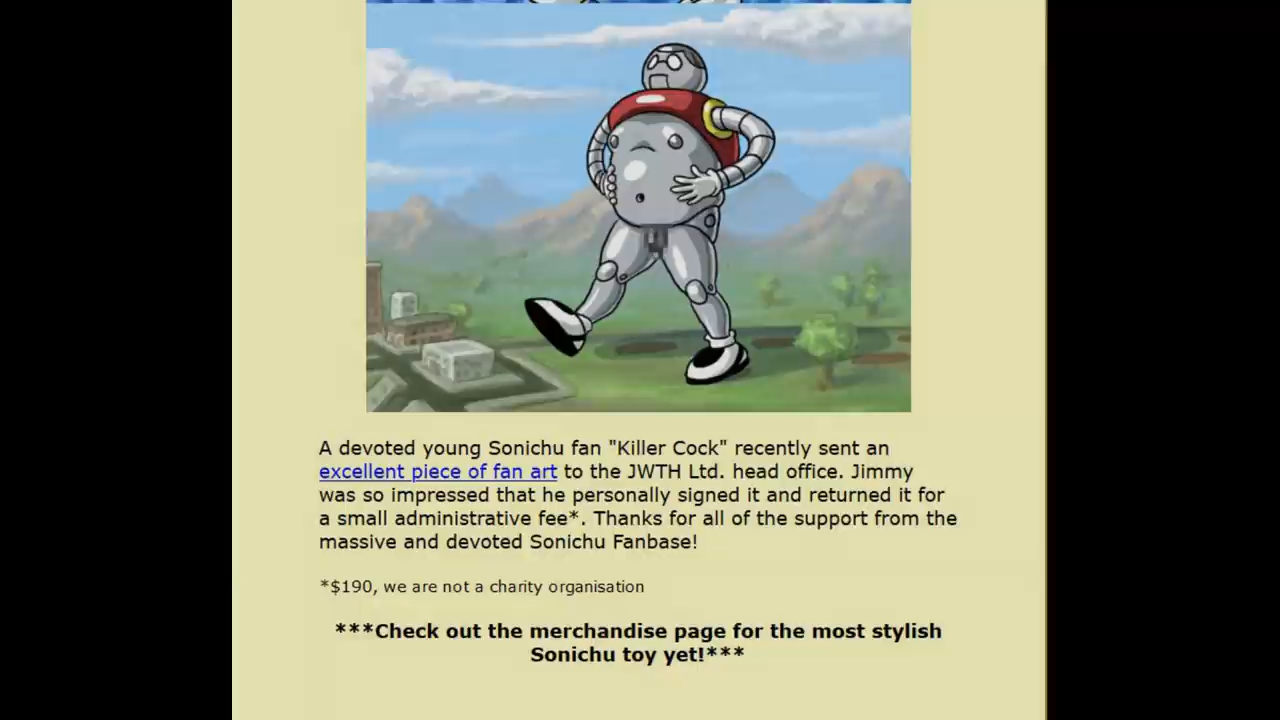 A devoted young Sonichu fan "Killer Cock" recently sent an
excellent piece of fan art to the JWTH Ltd. head office. Jimmy
was so impressed that he personally signed it and returned it for
a small administrative fee*. Thanks for all of the support from the
massive and devoted Sonichu Fanbase!
*$190, we are not a charity organisation
***Check out the merchandise page for the most stylish
Sonichu toy yet!***